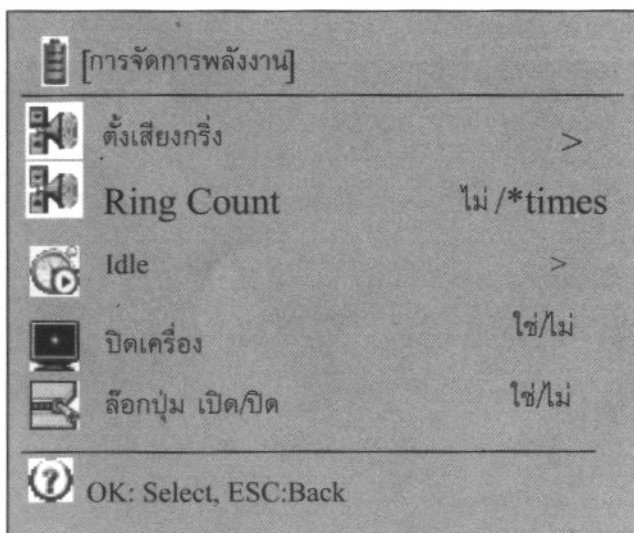 [การจัดการพลังงาน]
ตั้งเสียงกริ่ง >
Ring Count ไม่ /*times
Idle >
ปิดเครื่อง ใช่/ไม่
ล๊อกปุ่ม เปิด/ปิด ใช่/ไม่
OK: Select, ESC:Back